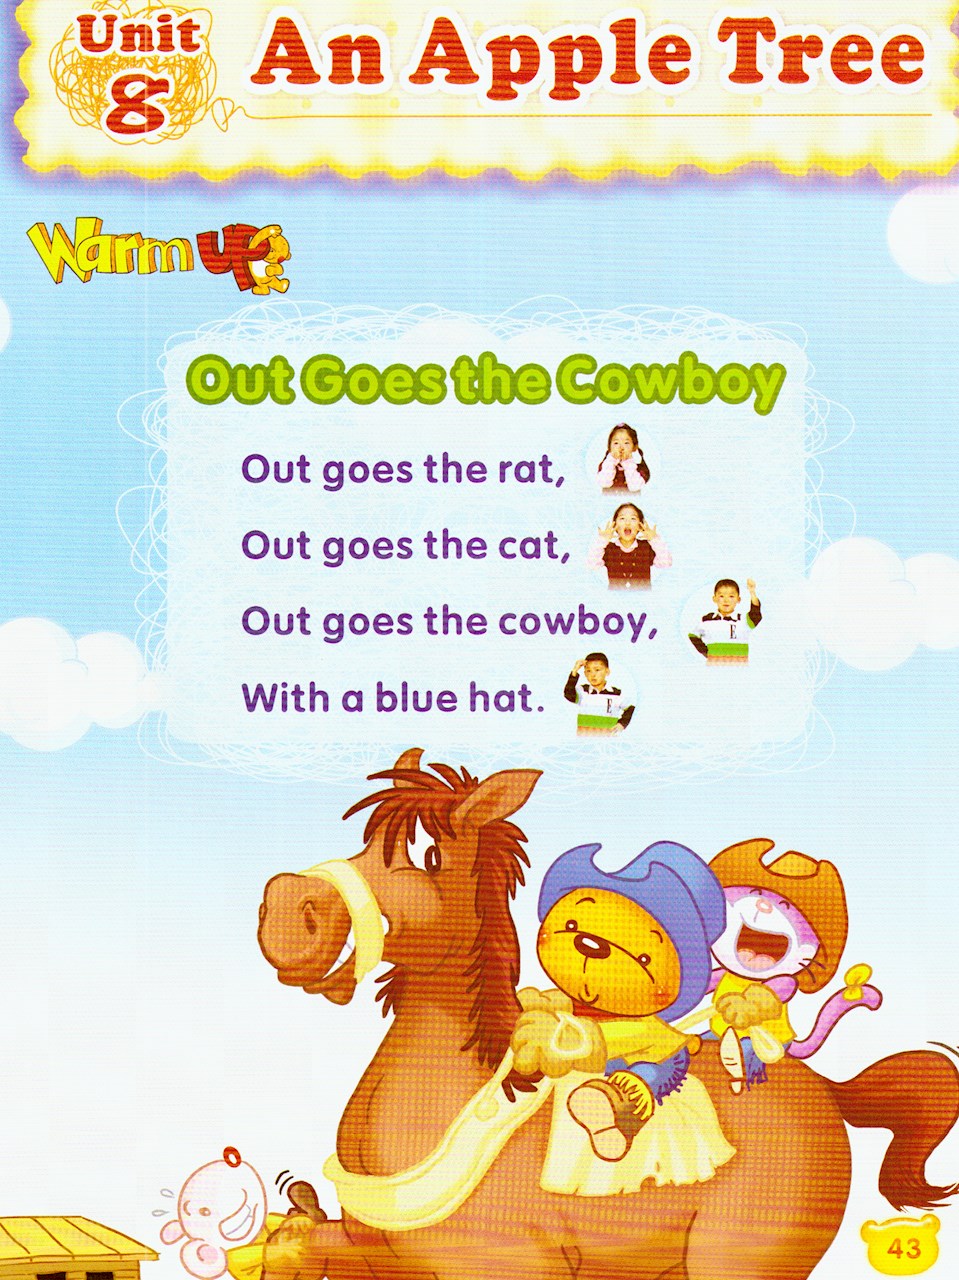 Unit
8
An Apple Tree
Warm up
Out Goes the Cowboy
Out goes the rat,
Out goes the cat,
Out goes the cowboy,
E
With a blue hat.
E
43